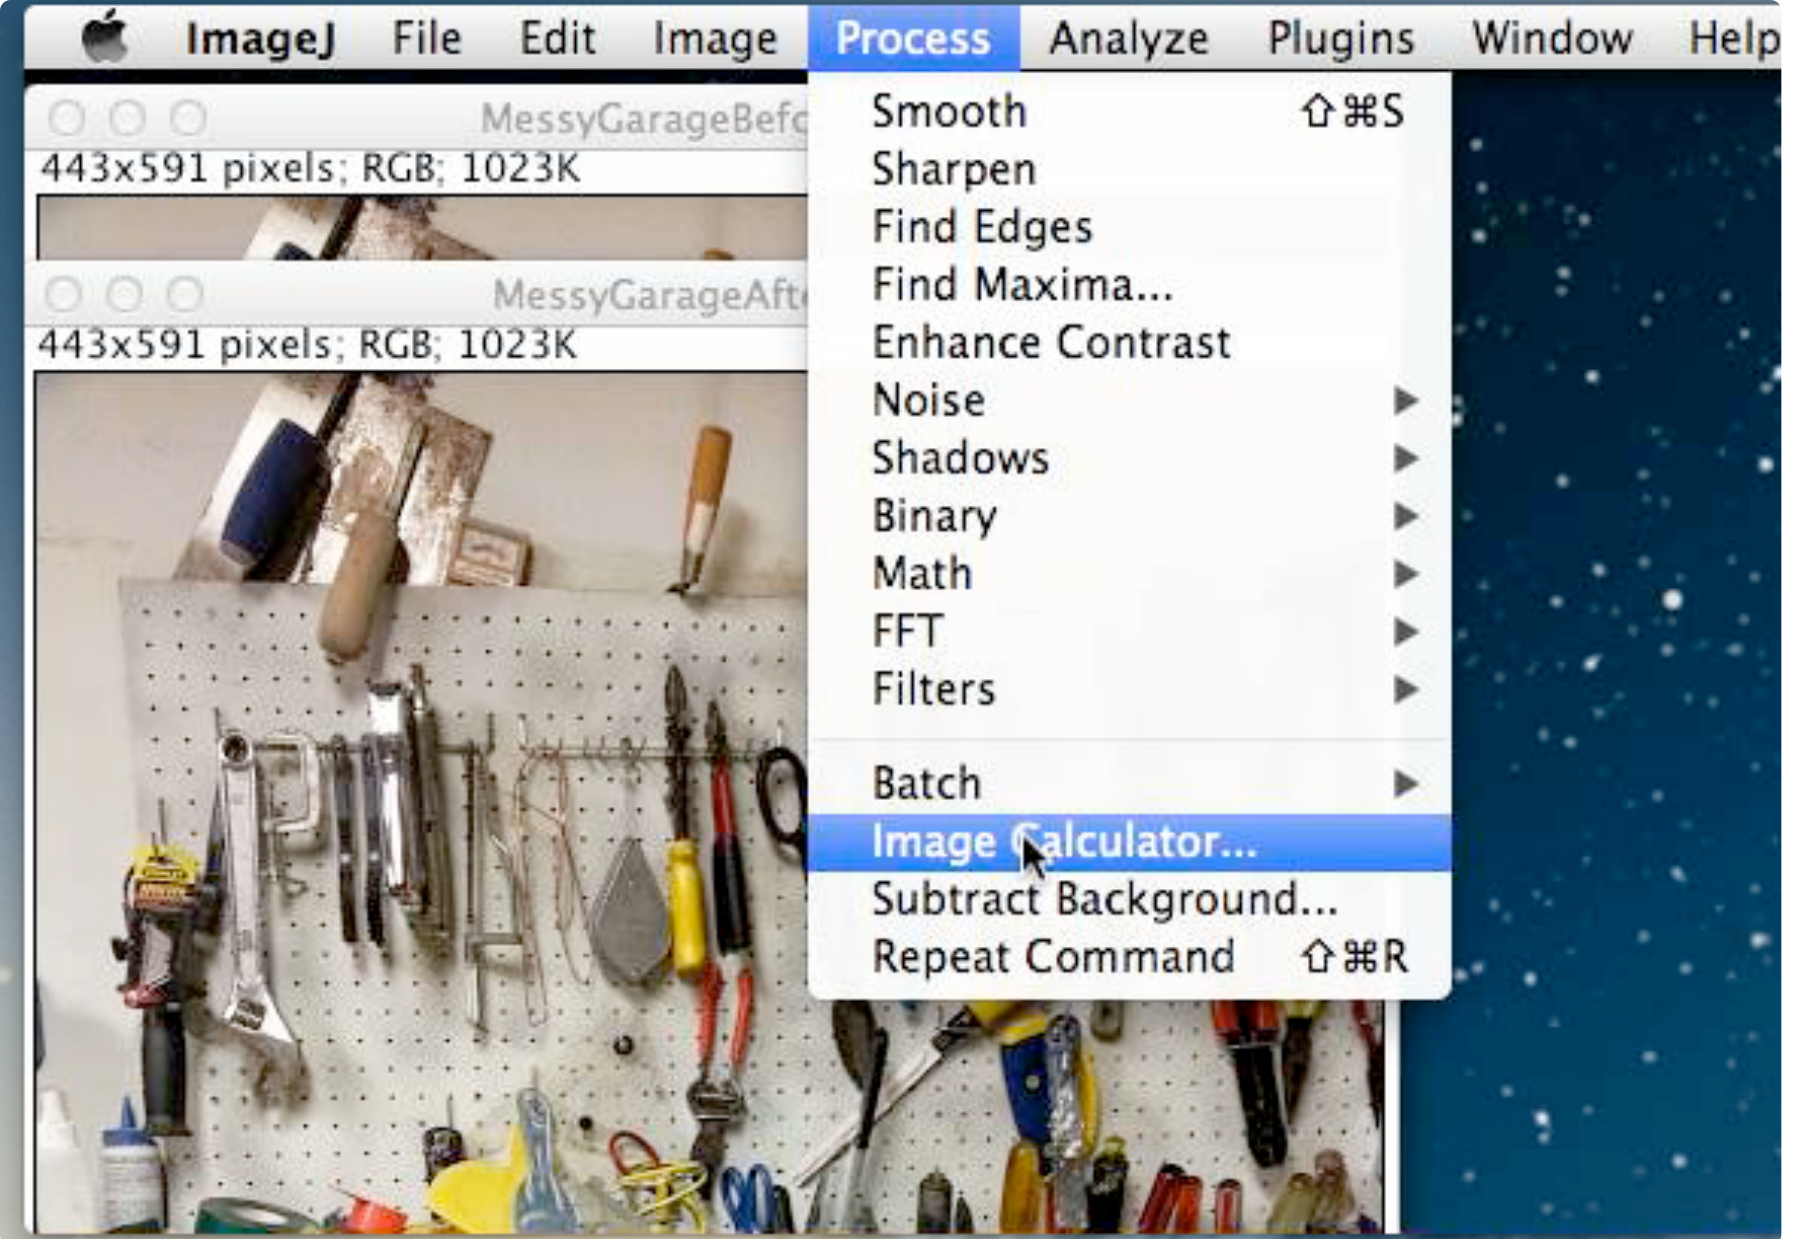 ImageJ File Edit Image Process Analyze Plugins Window Help
MessyGarageBefo
443x591 pixels; RGB; 1023K
MessyGarageAfte
443x591 pixels; RGB; 1023K
Smooth ⇧⌘S
Sharpen
Find Edges
Find Maxima...
Enhance Contrast
Noise
Shadows
Binary
Math
FFT
Filters
Batch
Image Calculator...
Subtract Background...
Repeat Command ⇧⌘R